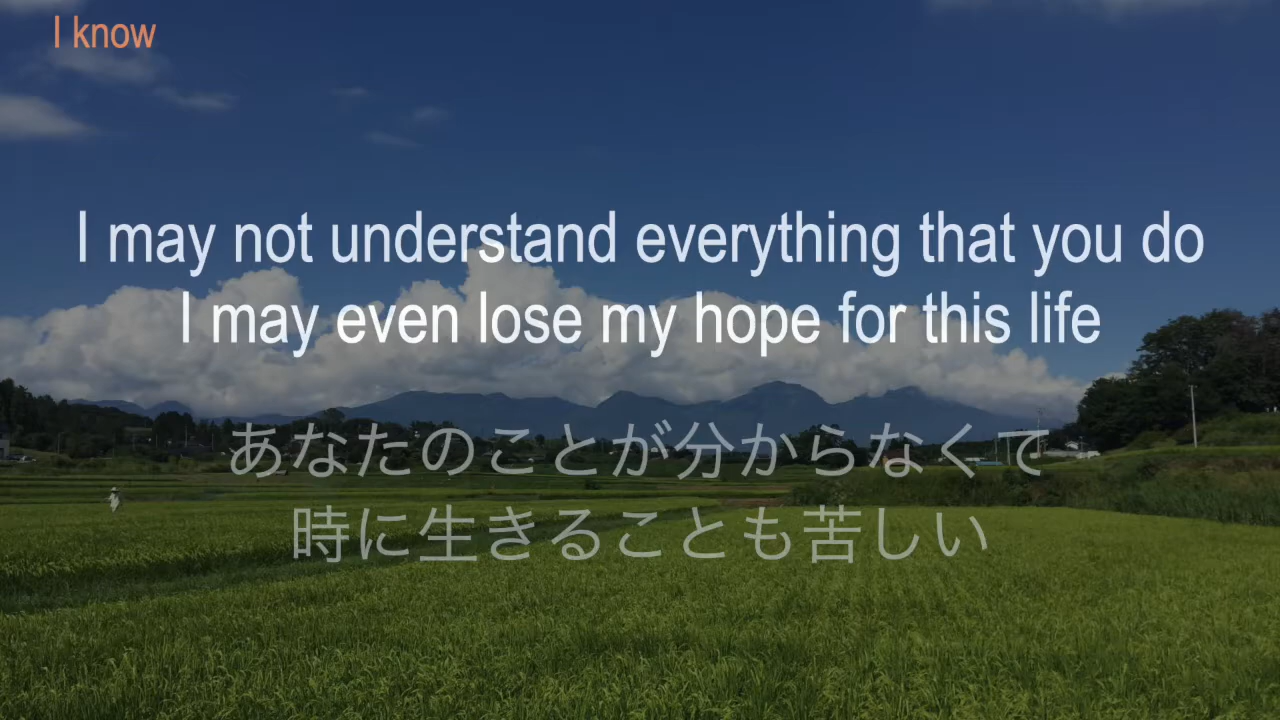 I know
I may not understand everything that you do
I may even lose my hope for this life
あなたのことが分からなくて
時に生きることも苦しい